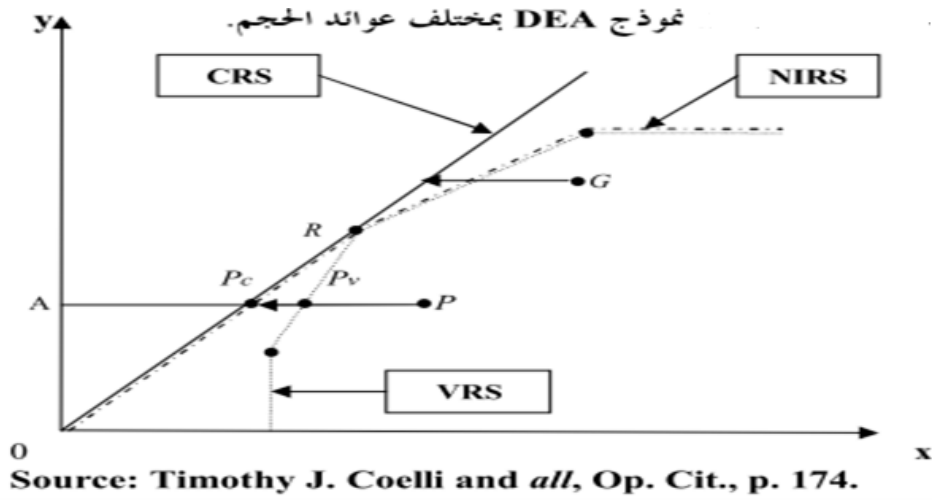 نموذج DEA بمختلف عوائد الحجم.
y
CRS
NIRS
G
R
Pc
Pv
A
P
VRS
0
x
Source: Timothy J. Coelli and all, Op. Cit., p. 174.